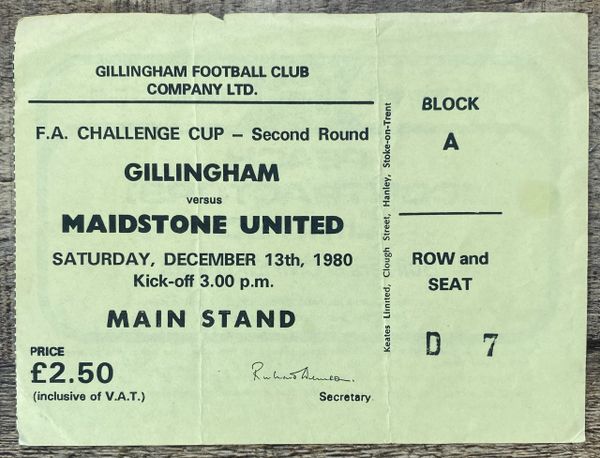 GILLINGHAM FOOTBALL CLUB
COMPANY LTD.
F.A. CHALLENGE CUP – Second Round
GILLINGHAM
versus
MAIDSTONE UNITED
SATURDAY, DECEMBER 13th, 1980
Kick-off 3.00 p.m.
MAIN STAND
PRICE
£2.50
(inclusive of V.A.T.)
Secretary
Keates Limited, Clough Street, Hanley, Stoke-on-Trent
BLOCK
A
ROW and
SEAT
D 7